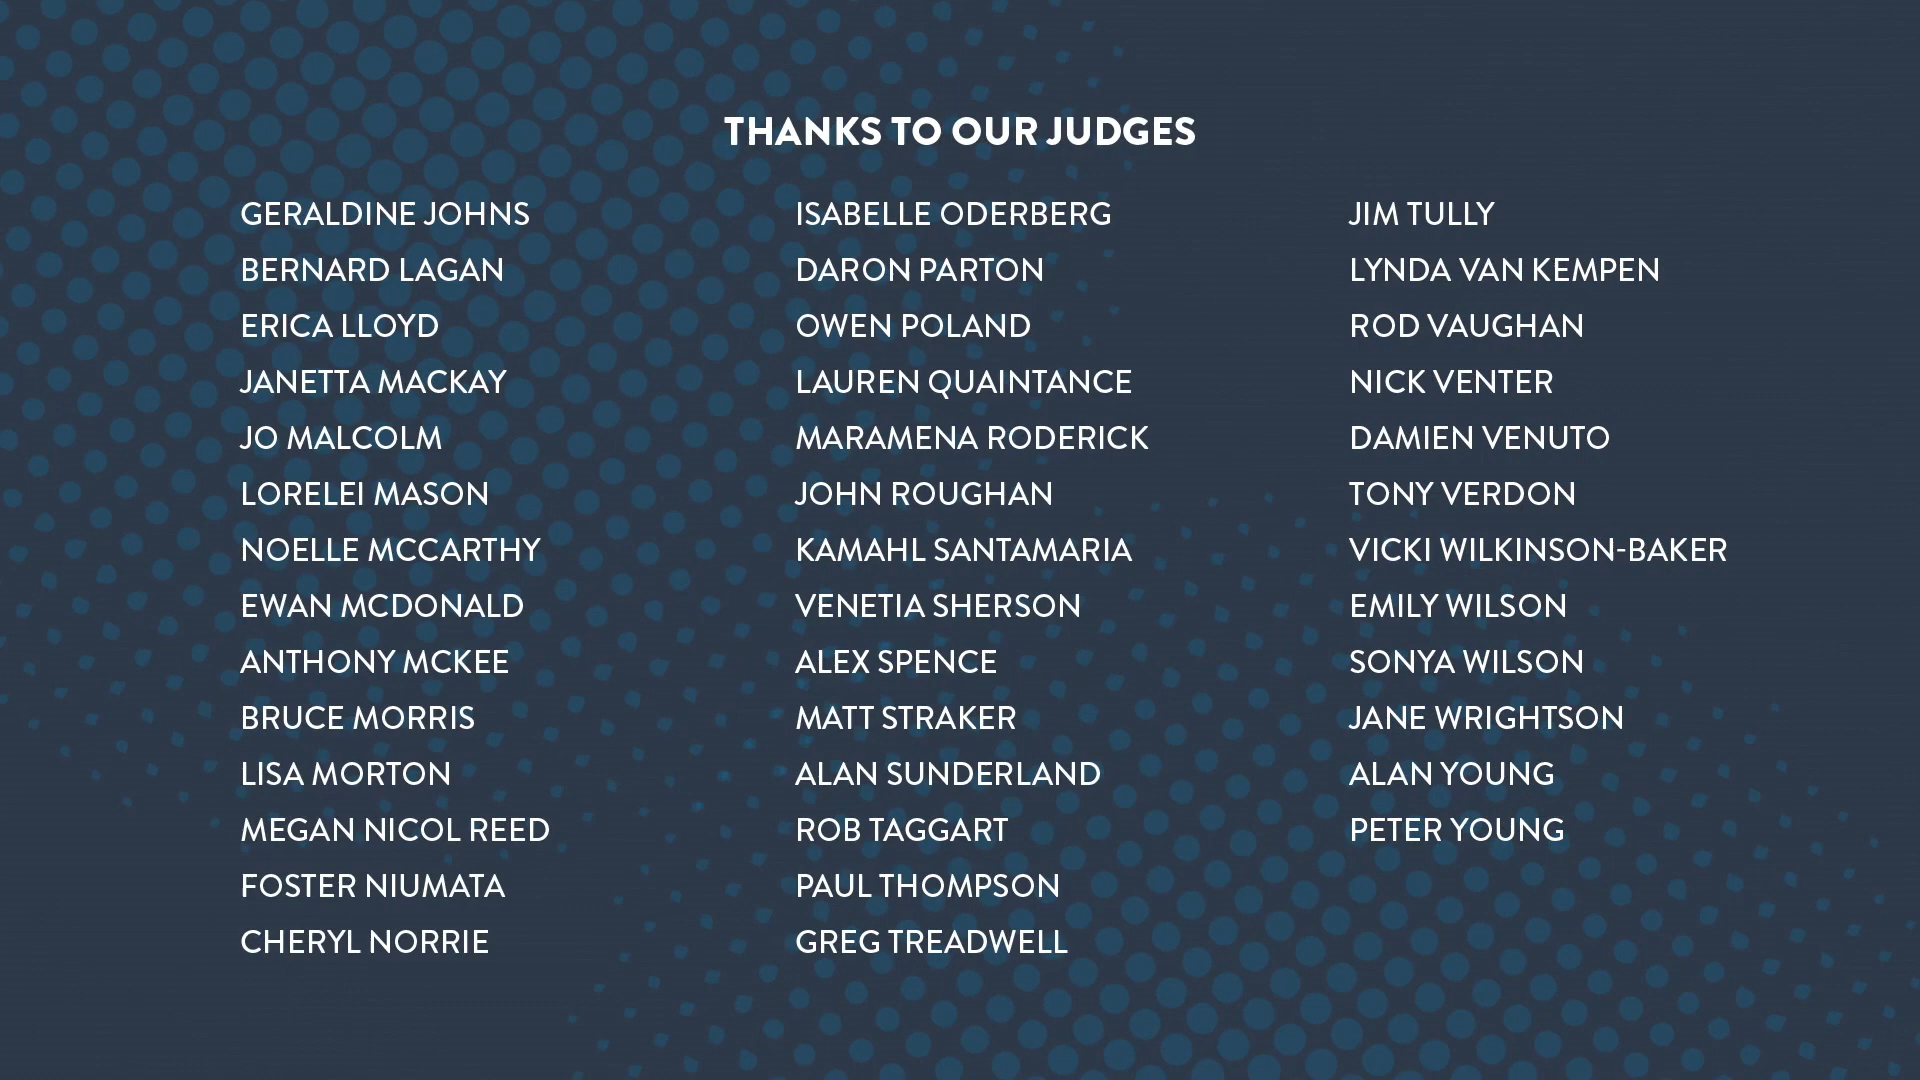 THANKS TO OUR JUDGES
GERALDINE JOHNS
BERNARD LAGAN
ERICA LLOYD
JANETTA MACKAY
JO MALCOLM
LORELEI MASON
NOELLE MCCARTHY
EWAN MCDONALD
ANTHONY MCKEE
BRUCE MORRIS
LISA MORTON
MEGAN NICOL REED
FOSTER NIUMATA
CHERYL NORRIE
ISABELLE ODERBERG
DARON PARTON
OWEN POLAND
LAUREN QUAINTANCE
MARAMENA RODERICK
JOHN ROUGHAN
KAMAHL SANTAMARIA
VENETIA SHERSON
ALEX SPENCE
MATT STRAKER
ALAN SUNDERLAND
ROB TAGGART
PAUL THOMPSON
GREG TREADWELL
JIM TULLY
LYNDA VAN KEMPEN
ROD VAUGHAN
NICK VENTER
DAMIEN VENUTO
TONY VERDON
VICKI WILKINSON-BAKER
EMILY WILSON
SONYA WILSON
JANE WRIGHTSON
ALAN YOUNG
PETER YOUNG